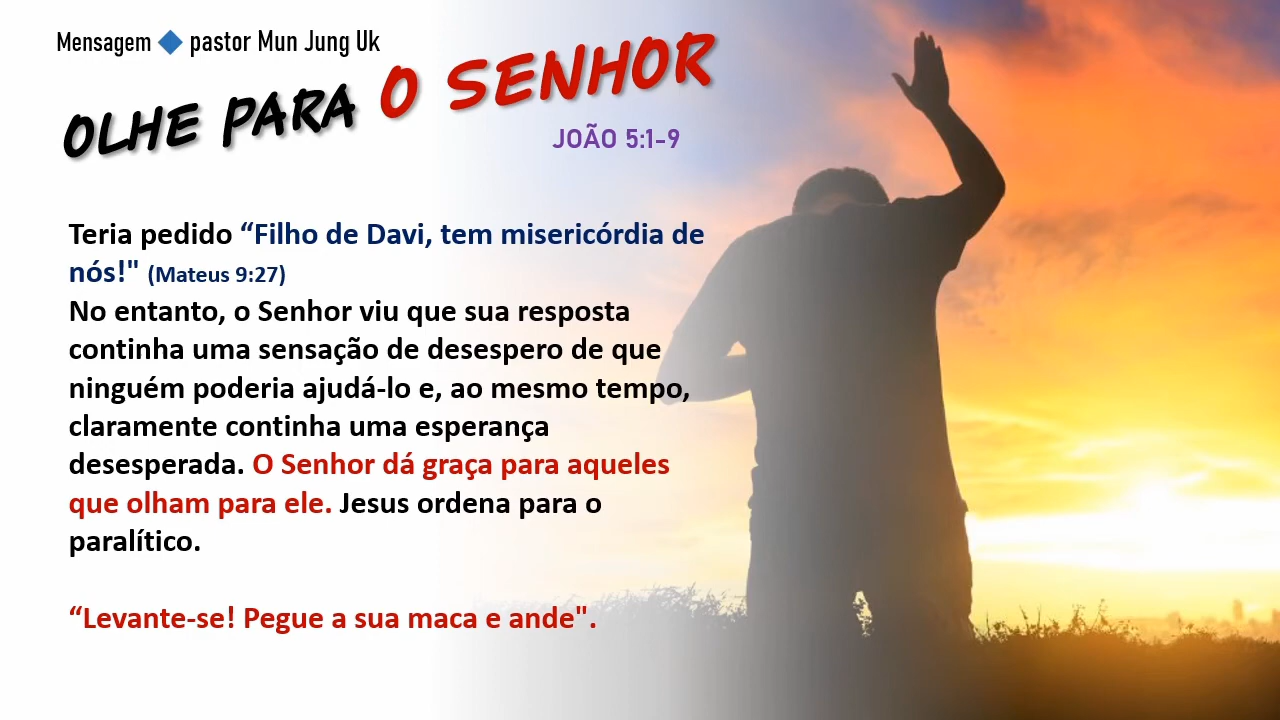 Mensagem 🔷 pastor Mun Jung Uk
OLHE PARA O SENHOR
JOÃO 5:1-9
Teria pedido “Filho de Davi, tem misericórdia de
nós!" (Mateus 9:27)
No entanto, o Senhor viu que sua resposta
continha uma sensação de desespero de que
ninguém poderia ajudá-lo e, ao mesmo tempo,
claramente continha uma esperança
desesperada. O Senhor dá graça para aqueles
que olham para ele. Jesus ordena para o
paralítico.
“Levante-se! Pegue a sua maca e ande".